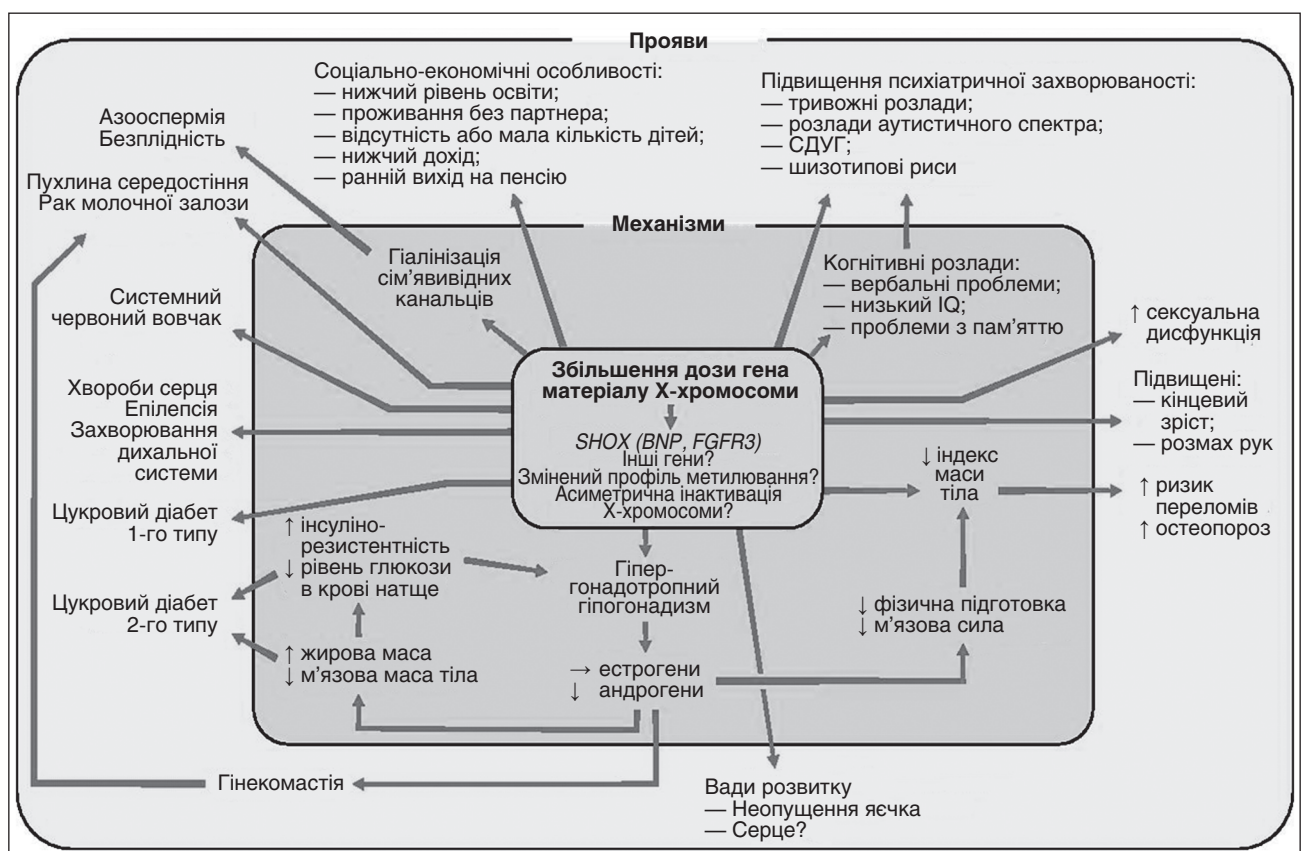 Прояви
Соціально-економічні особливості:
— нижчий рівень освіти;
— проживання без партнера;
— відсутність або мала кількість дітей;
— нижчий дохід;
— ранній вихід на пенсію
Підвищення психіатричної захворюваності:
— тривожні розлади;
— розлади аутистичного спектра;
— СДУГ;
— шизотипові риси
Азооспермія
Безплідність
Пухлина середостіння
Рак молочної залози
Системний
червоний вовчак
Хвороби серця
Епілепсія
Захворювання
дихальної
системи
Цукровий діабет
1-го типу
Цукровий діабет
2-го типу
Механізми
Гіалінізація
сім’явивідних
канальців
Когнітивні розлади:
— вербальні проблеми;
— низький IQ;
— проблеми з пам’яттю
Збільшення дози гена
матеріалу Х-хромосоми
SHOX (BNP, FGFR3)
Інші гени?
Змінений профіль метилювання?
Асиметрична інактивація
Х-хромосоми?
↑ інсуліно-
резистентність
↓ рівень глюкози
в крові натще
↑ жирова маса
↓ м’язова маса тіла
Гіпер-
гонадотропний
гіпогонадизм
→ естрогени
↓ андрогени
↓ індекс
маси
тіла
↓ фізична підготовка
↓ м’язова сила
↑ сексуальна
дисфункція
Підвищені:
— кінцевий
зріст;
— розмах рук
↑ ризик
переломів
↑ остеопороз
Гінекомастія
Вади розвитку
— Неопущення яєчка
— Серце?